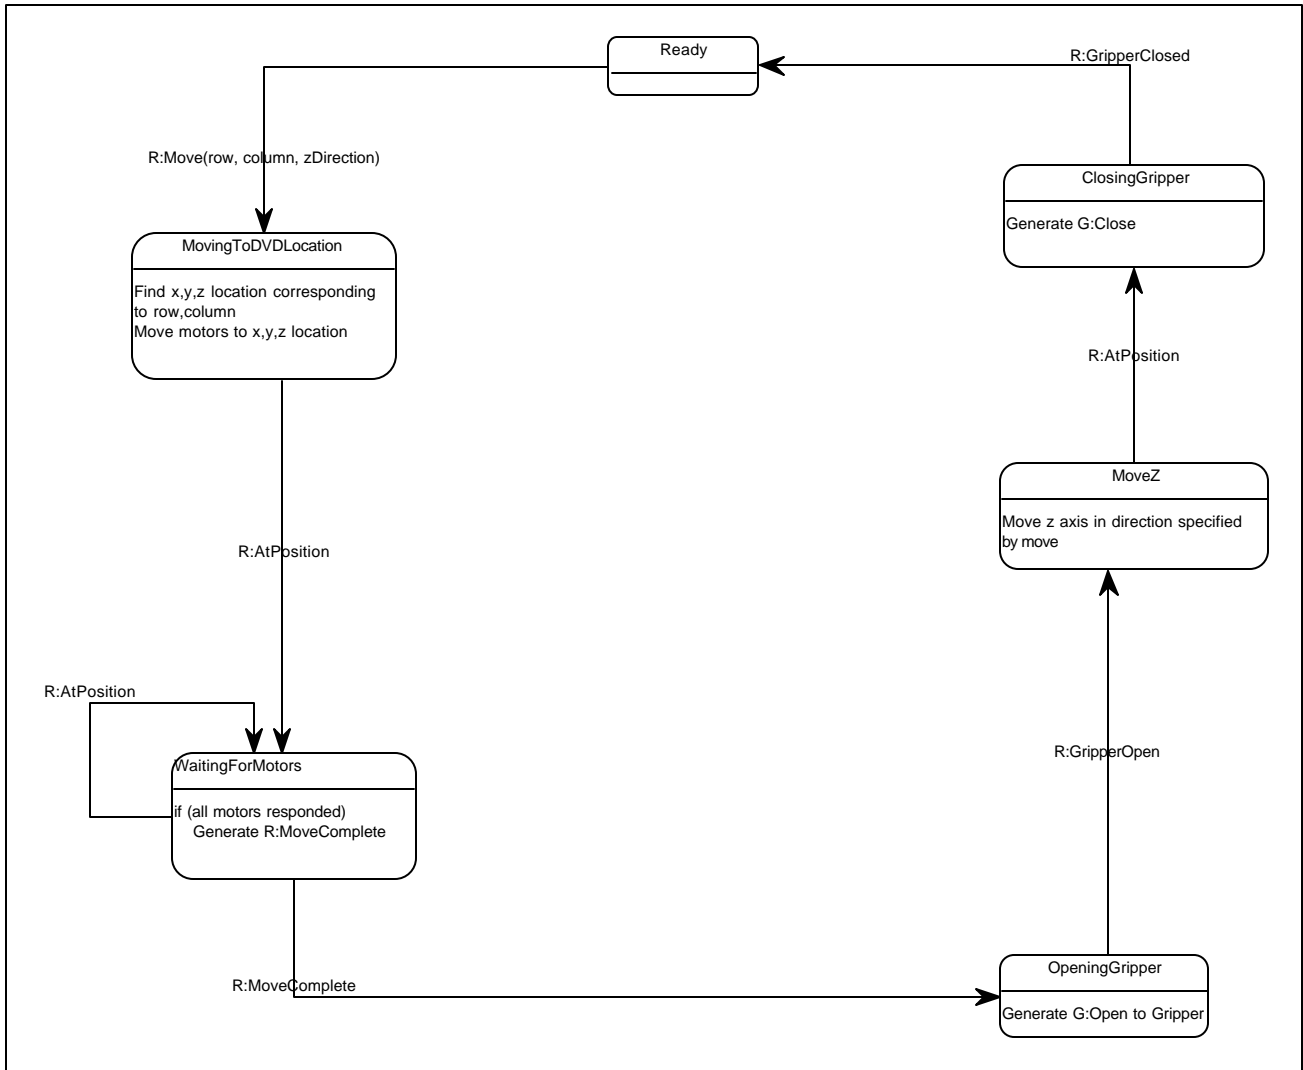 Ready
R:GripperClosed
R:Move(row, column, zDirection)
ClosingGripper
Generate G:Close
MovingToDVDLocation
Find x,y,z location corresponding
to row,column
Move motors to x,y,z location
R:AtPosition
MoveZ
Move z axis in direction specified
by move
R:AtPosition
R:AtPosition
WaitingForMotors
if (all motors responded)
Generate R:MoveComplete
R:GripperOpen
R:MoveComplete
OpeningGripper
Generate G:Open to Gripper